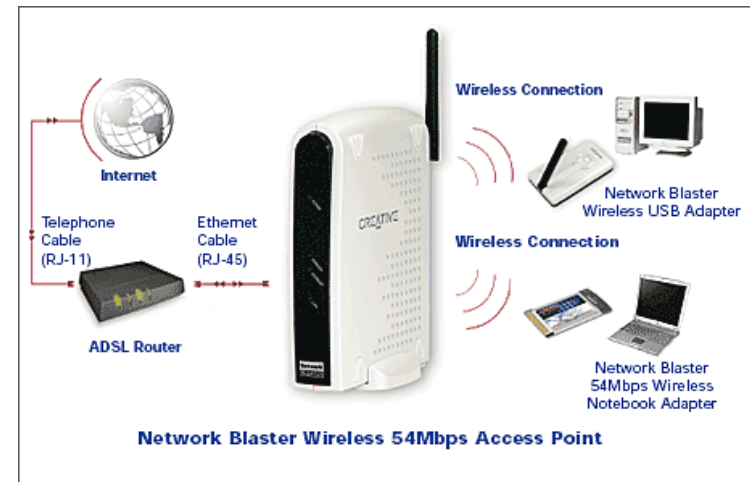 Internet
Telephone
Cable
(RJ-11)
Ethernet
Cable
(RJ-45)
ADSL Router
CREATIVE
Wireless Connection
Network Blaster
Wireless USB Adapter
Wireless Connection
Network Blaster
54Mbps Wireless
Notebook Adapter
Network Blaster Wireless 54Mbps Access Point